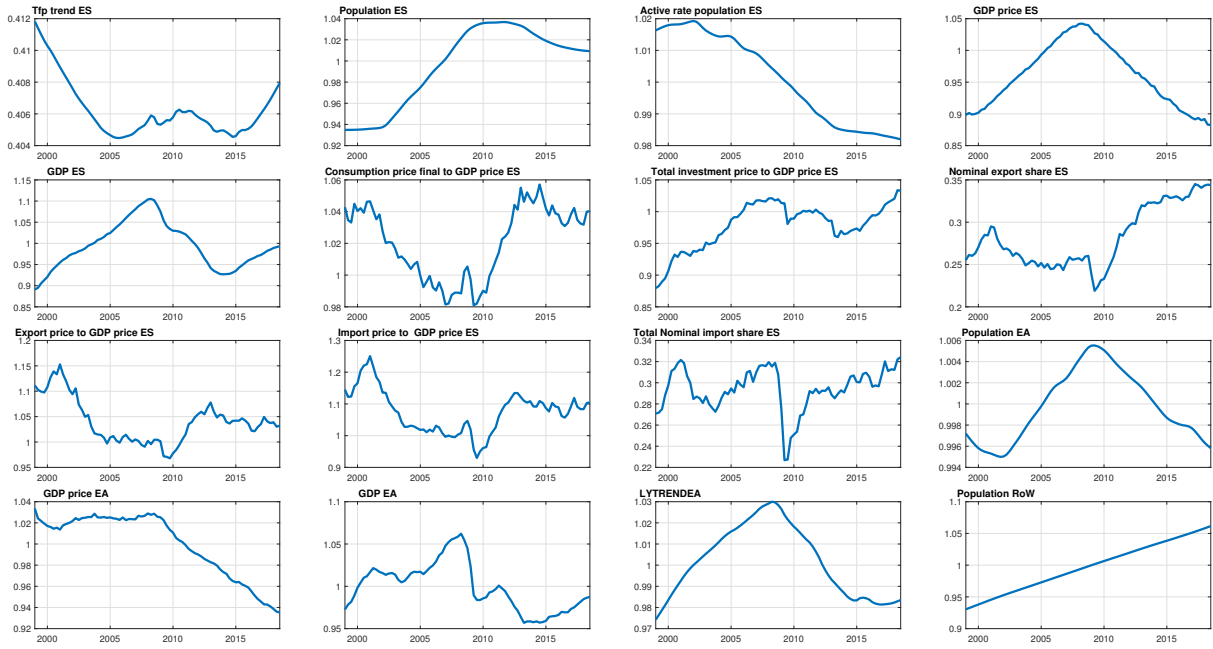 Tfp trend ES
0.412
0.41
0.408
0.406
0.404
2000 2005 2010 2015
Population ES
1.04
1.02
1
0.98
0.96
0.94
0.92
2000 2005 2010 2015
Active rate population ES
1.02
1.01
1
0.99
0.98
2000 2005 2010 2015
GDP price ES
1.05
1
0.95
0.9
0.85
2000 2005 2010 2015
GDP ES
1.15
1.1
1.05
1
0.95
0.9
0.85
2000 2005 2010 2015
Consumption price final to GDP price ES
1.06
1.04
1.02
1
0.98
2000 2005 2010 2015
Total investment price to GDP price ES
1.05
1
0.95
0.9
0.85
2000 2005 2010 2015
Nominal export share ES
0.35
0.3
0.25
0.2
2000 2005 2010 2015
Export price to GDP price ES
1.2
1.15
1.1
1.05
1
0.95
2000 2005 2010 2015
Import price to GDP price ES
1.3
1.2
1.1
1
0.9
2000 2005 2010 2015
Total Nominal import share ES
0.34
0.32
0.3
0.28
0.26
0.24
0.22
2000 2005 2010 2015
Population EA
1.006
1.004
1.002
1
0.998
0.996
0.994
2000 2005 2010 2015
GDP price EA
1.04
1.02
1
0.98
0.96
0.94
0.92
2000 2005 2010 2015
GDP EA
1.1
1.05
1
0.95
2000 2005 2010 2015
LYTRENDEA
1.03
1.02
1.01
1
0.99
0.98
0.97
2000 2005 2010 2015
Population RoW
1.1
1.05
1
0.95
0.9
2000 2005 2010 2015